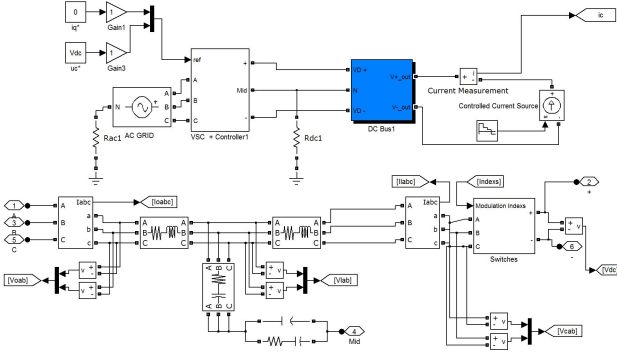 0
iq*
1
Gain1
Vdc
uc*
1
Gain3
ref
A
B
C
+
Mid
-
VSC + Controller1
N
A
B
C
AC GRID
Rac1
Rdc1
VD +
N
VD -
V+_out
V-_out
DC Bus1
+
-
i
Current Measurement
ic
Controlled Current Source
1
A
3
B
5
C
Iabc
A
B
C
a
b
c
[Ioabc]
A
B
C
A
B
C
A
B
C
A
B
C
[Voab]
v
+
-
v
+
-
A
B
C
A
B
C
v
+
-
v
+
-
[Vlab]
4
Mid
[Ilabc]
Iabc
a
b
c
A
B
C
[Indexs]
Modulation Indexs
A
B
C
+
-
Switches
2
+
6
-
+
-
v
[Vdc]
+
-
v
+
-
v
[Vcab]